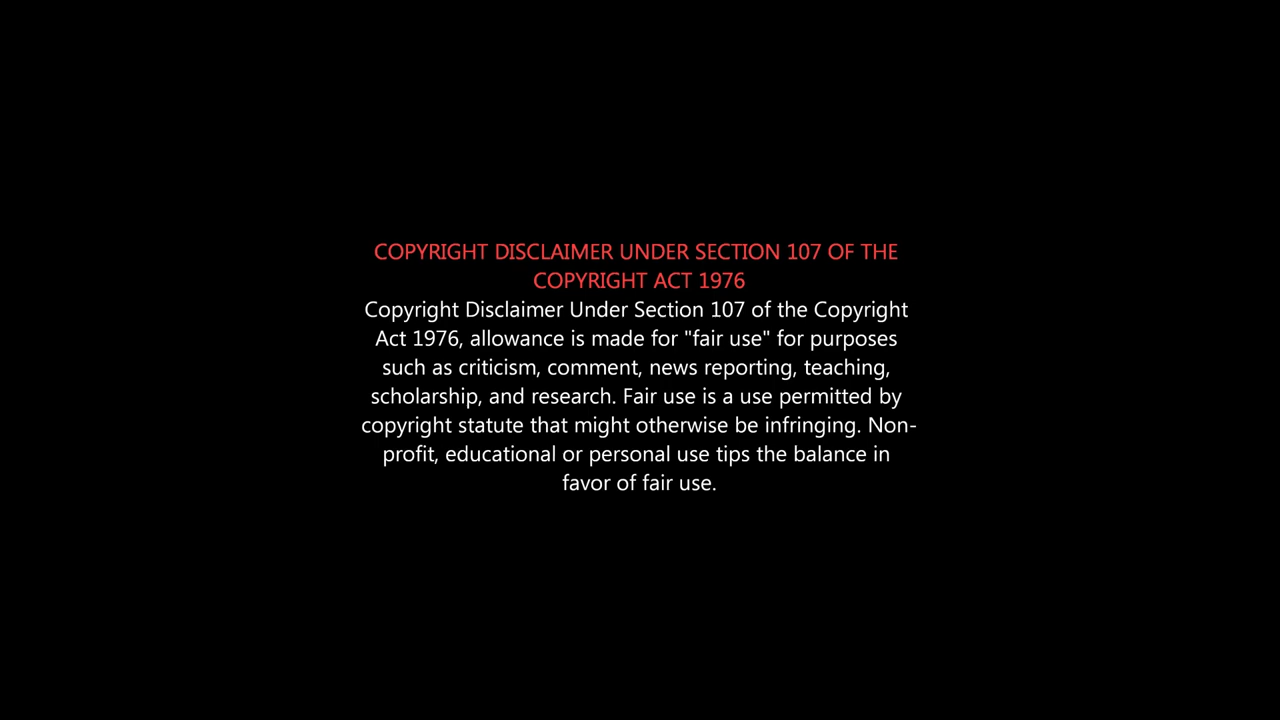 COPYRIGHT DISCLAIMER UNDER SECTION 107 OF THE
COPYRIGHT ACT 1976
Copyright Disclaimer Under Section 107 of the Copyright
Act 1976, allowance is made for "fair use" for purposes
such as criticism, comment, news reporting, teaching,
scholarship, and research. Fair use is a use permitted by
copyright statute that might otherwise be infringing. Non-
profit, educational or personal use tips the balance in
favor of fair use.